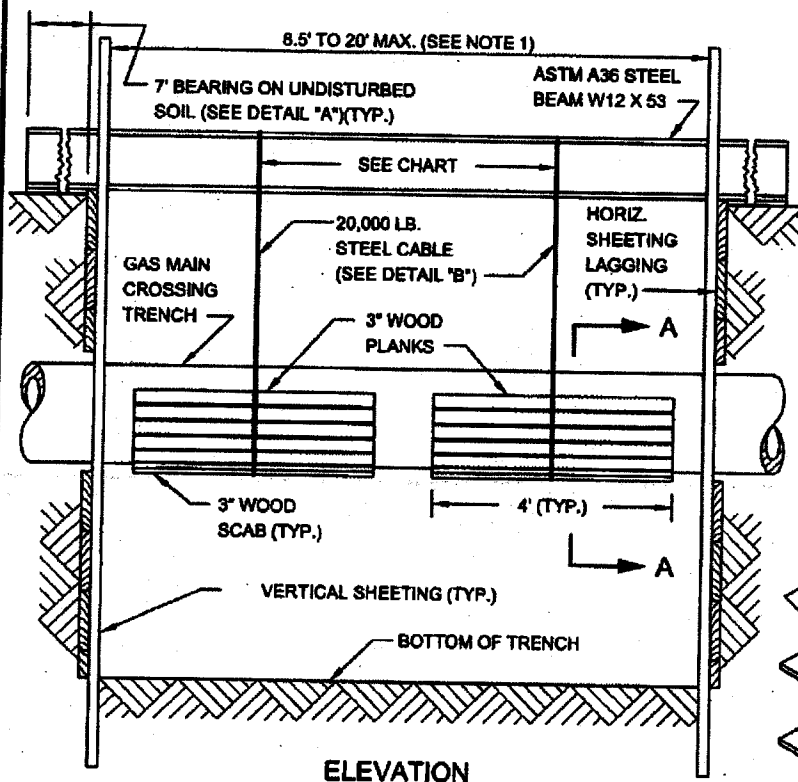 8.5' TO 20' MAX. (SEE NOTE 1)
7' BEARING ON UNDISTURBED
SOIL (SEE DETAIL "A")(TYP.)
ASTM A36 STEEL
BEAM W12 X 53
SEE CHART
20,000 LB.
STEEL CABLE
(SEE DETAIL "B")
HORIZ.
SHEETING
LAGGING
(TYP.)
GAS MAIN
CROSSING
TRENCH
3" WOOD
PLANKS
A
3" WOOD
SCAB (TYP.)
4' (TYP.)
A
VERTICAL SHEETING (TYP.)
BOTTOM OF TRENCH
ELEVATION